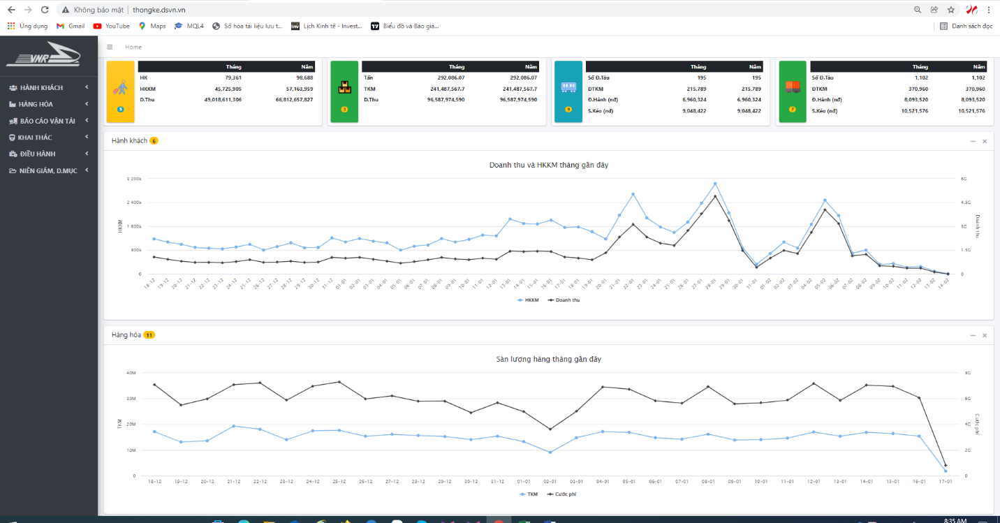 Không bảo mật | thongke.dsvn.vn
Ứng dụng Gmail YouTube Maps MQL4 Số hóa tài liệu lưu t... Lịch Kinh tế - Invest... Biểu đồ và Báo giá... Danh sách đọc
VNR
Home
HÀNH KHÁCH
HÀNG HÓA
BÁO CÁO VẬN TẢI
KHAI THÁC
ĐIỀU HÀNH
NIÊN GIÁM, D.MỤC
Tháng Năm
HK 79,361 98,688
HKKM 45,725,905 57,163,959
D.Thu 49,018,611,306 66,812,657,827
5
Tháng Năm
Tấn 292,086.07 292,086.07
TKM 241,487,567.7 241,487,567.7
D.Thu 96,587,974,590 96,587,974,590
3
Tháng Năm
Số Đ.Tàu 195 195
ĐTKM 215,789 215,789
Đ.Hành (nđ) 6,960,324 6,960,324
S.Kéo (nđ) 9,048,422 9,048,422
9
Tháng Năm
Số Đ.Tàu 1,102 1,102
ĐTKM 370,960 370,960
Đ.Hành (nđ) 8,093,520 8,093,520
S.Kéo (nđ) 10,521,576 10,521,576
7
Hành khách 6
Doanh thu và HKKM tháng gần đây
3 200k 6G
2 400k 4.5G
1 600k 3G
800k 1.5G
0 0
HKKM
Doanh thu
18-12 19-12 20-12 21-12 22-12 23-12 24-12 25-12 26-12 27-12 28-12 29-12 30-12 31-12 01-01 02-01 03-01 04-01 05-01 06-01 07-01 08-01 09-01 10-01 11-01 12-01 13-01 14-01 15-01 16-01 17-01 18-01 19-01 20-01 21-01 22-01 23-01 24-01 25-01 26-01 27-01 28-01 29-01 30-01 31-01 01-02 02-02 03-02 04-02 05-02 06-02 07-02 08-02 09-02 10-02 11-02 12-02 13-02 14-02
HKKM Doanh thu
Hàng hóa 11
Sản lượng hàng tháng gần đây
40M 8G
30M 6G
20M 4G
10M 2G
0 0
TKM
Cước phí
18-12 19-12 20-12 21-12 22-12 23-12 24-12 25-12 26-12 27-12 28-12 29-12 30-12 31-12 01-01 02-01 03-01 04-01 05-01 06-01 07-01 08-01 09-01 10-01 11-01 12-01 13-01 14-01 15-01 16-01 17-01
TKM Cước phí
8:35 AM